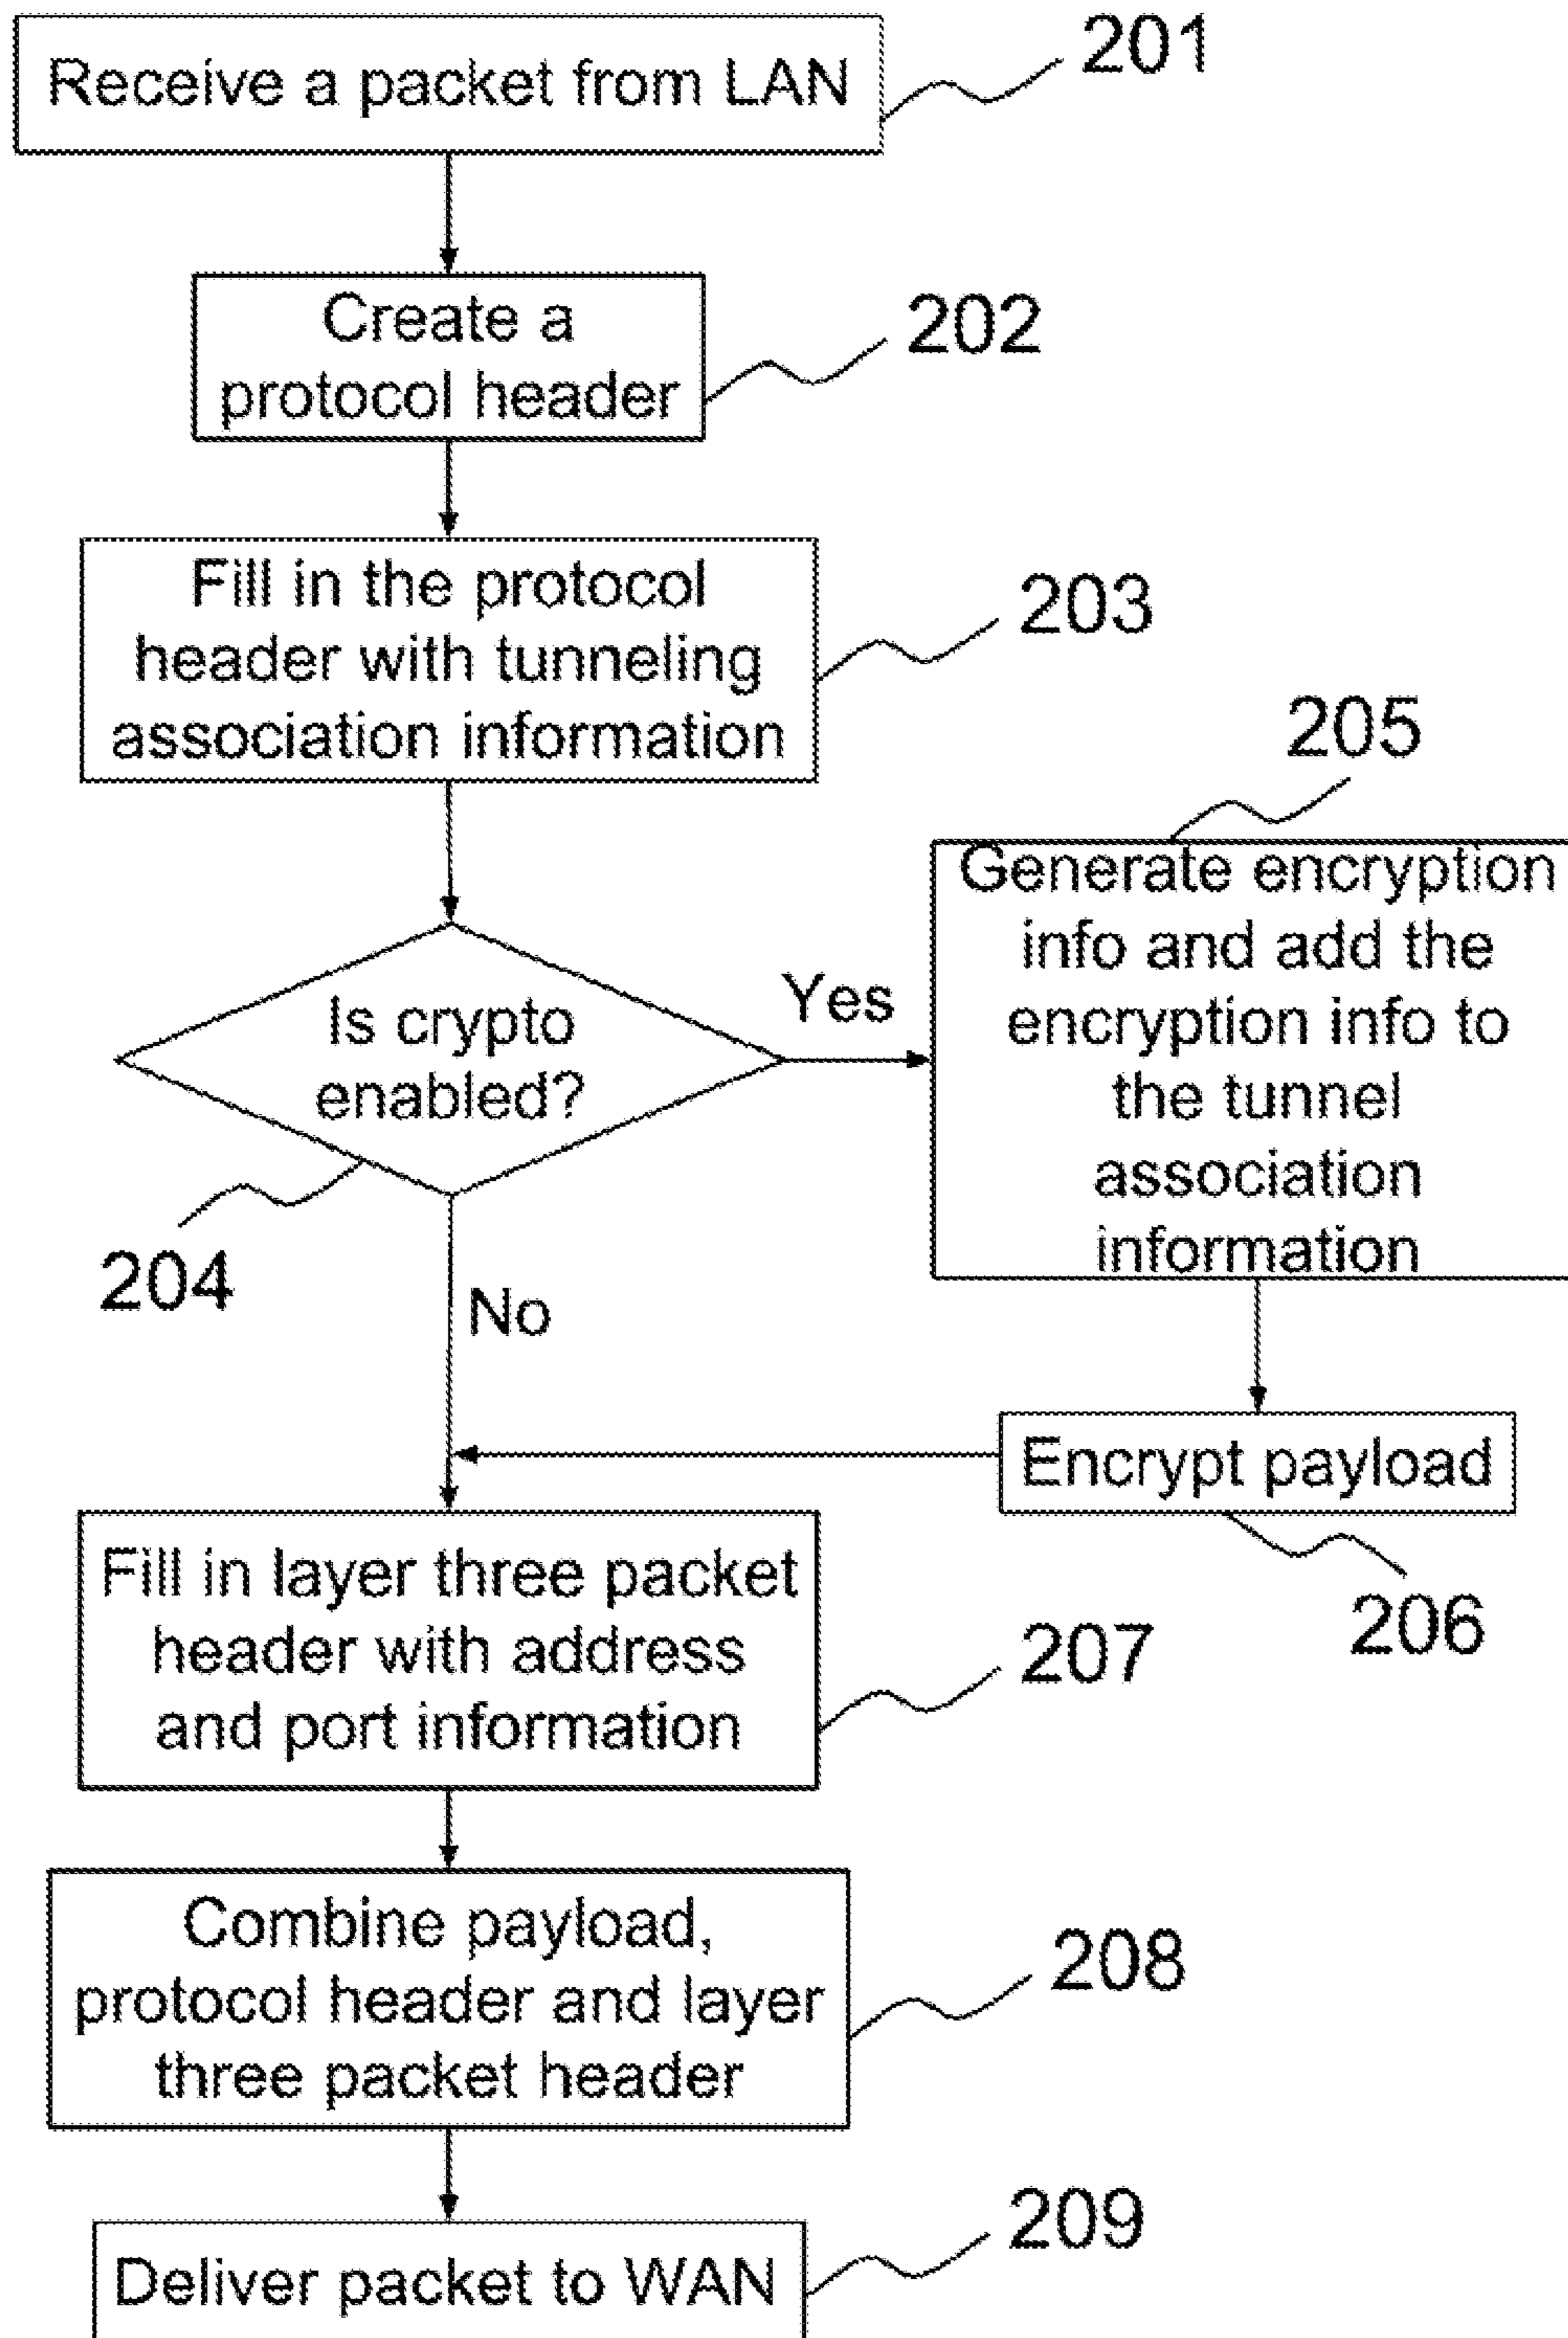 Receive a packet from LAN
201
Create a
protocol header
202
Fill in the protocol
header with tunneling
association information
203
Is crypto
enabled?
204
Yes
No
205
Generate encryption
info and add the
encryption info to
the tunnel
association
information
Encrypt payload
206
Fill in layer three packet
header with address
and port information
207
Combine payload,
protocol header and layer
three packet header
208
Deliver packet to WAN
209